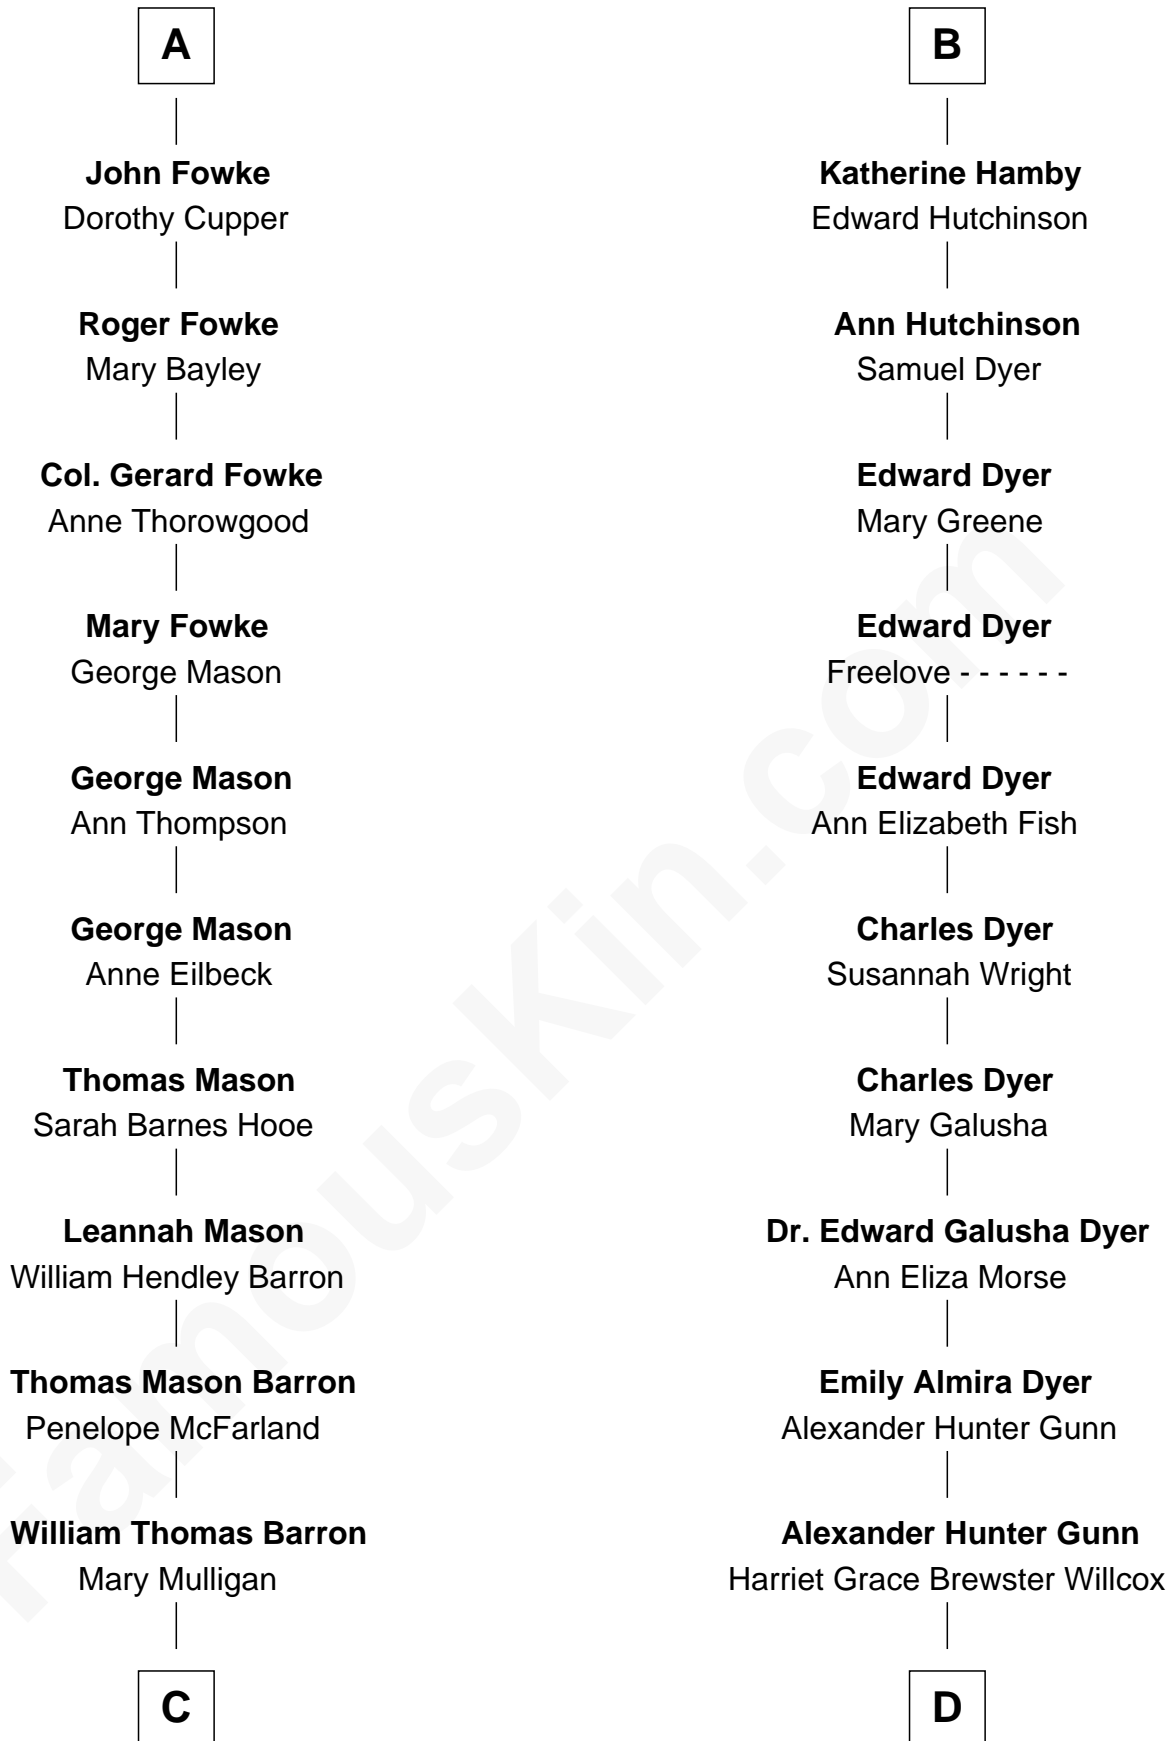 A
John Fowke
Dorothy Cupper
Roger Fowke
Mary Bayley
Col. Gerard Fowke
Anne Thorowgood
Mary Fowke
George Mason
George Mason
Ann Thompson
George Mason
Anne Eilbeck
Thomas Mason
Sarah Barnes Hooe
Leannah Mason
William Hendley Barron
Thomas Mason Barron
Penelope McFarland
William Thomas Barron
Mary Mulligan
C
B
Katherine Hamby
Edward Hutchinson
Ann Hutchinson
Samuel Dyer
Edward Dyer
Mary Greene
Edward Dyer
Freelove - - - - - -
Edward Dyer
Ann Elizabeth Fish
Charles Dyer
Susannah Wright
Charles Dyer
Mary Galusha
Dr. Edward Galusha Dyer
Ann Eliza Morse
Emily Almira Dyer
Alexander Hunter Gunn
Alexander Hunter Gunn
Harriet Grace Brewster Willcox
D
FamousKin.com